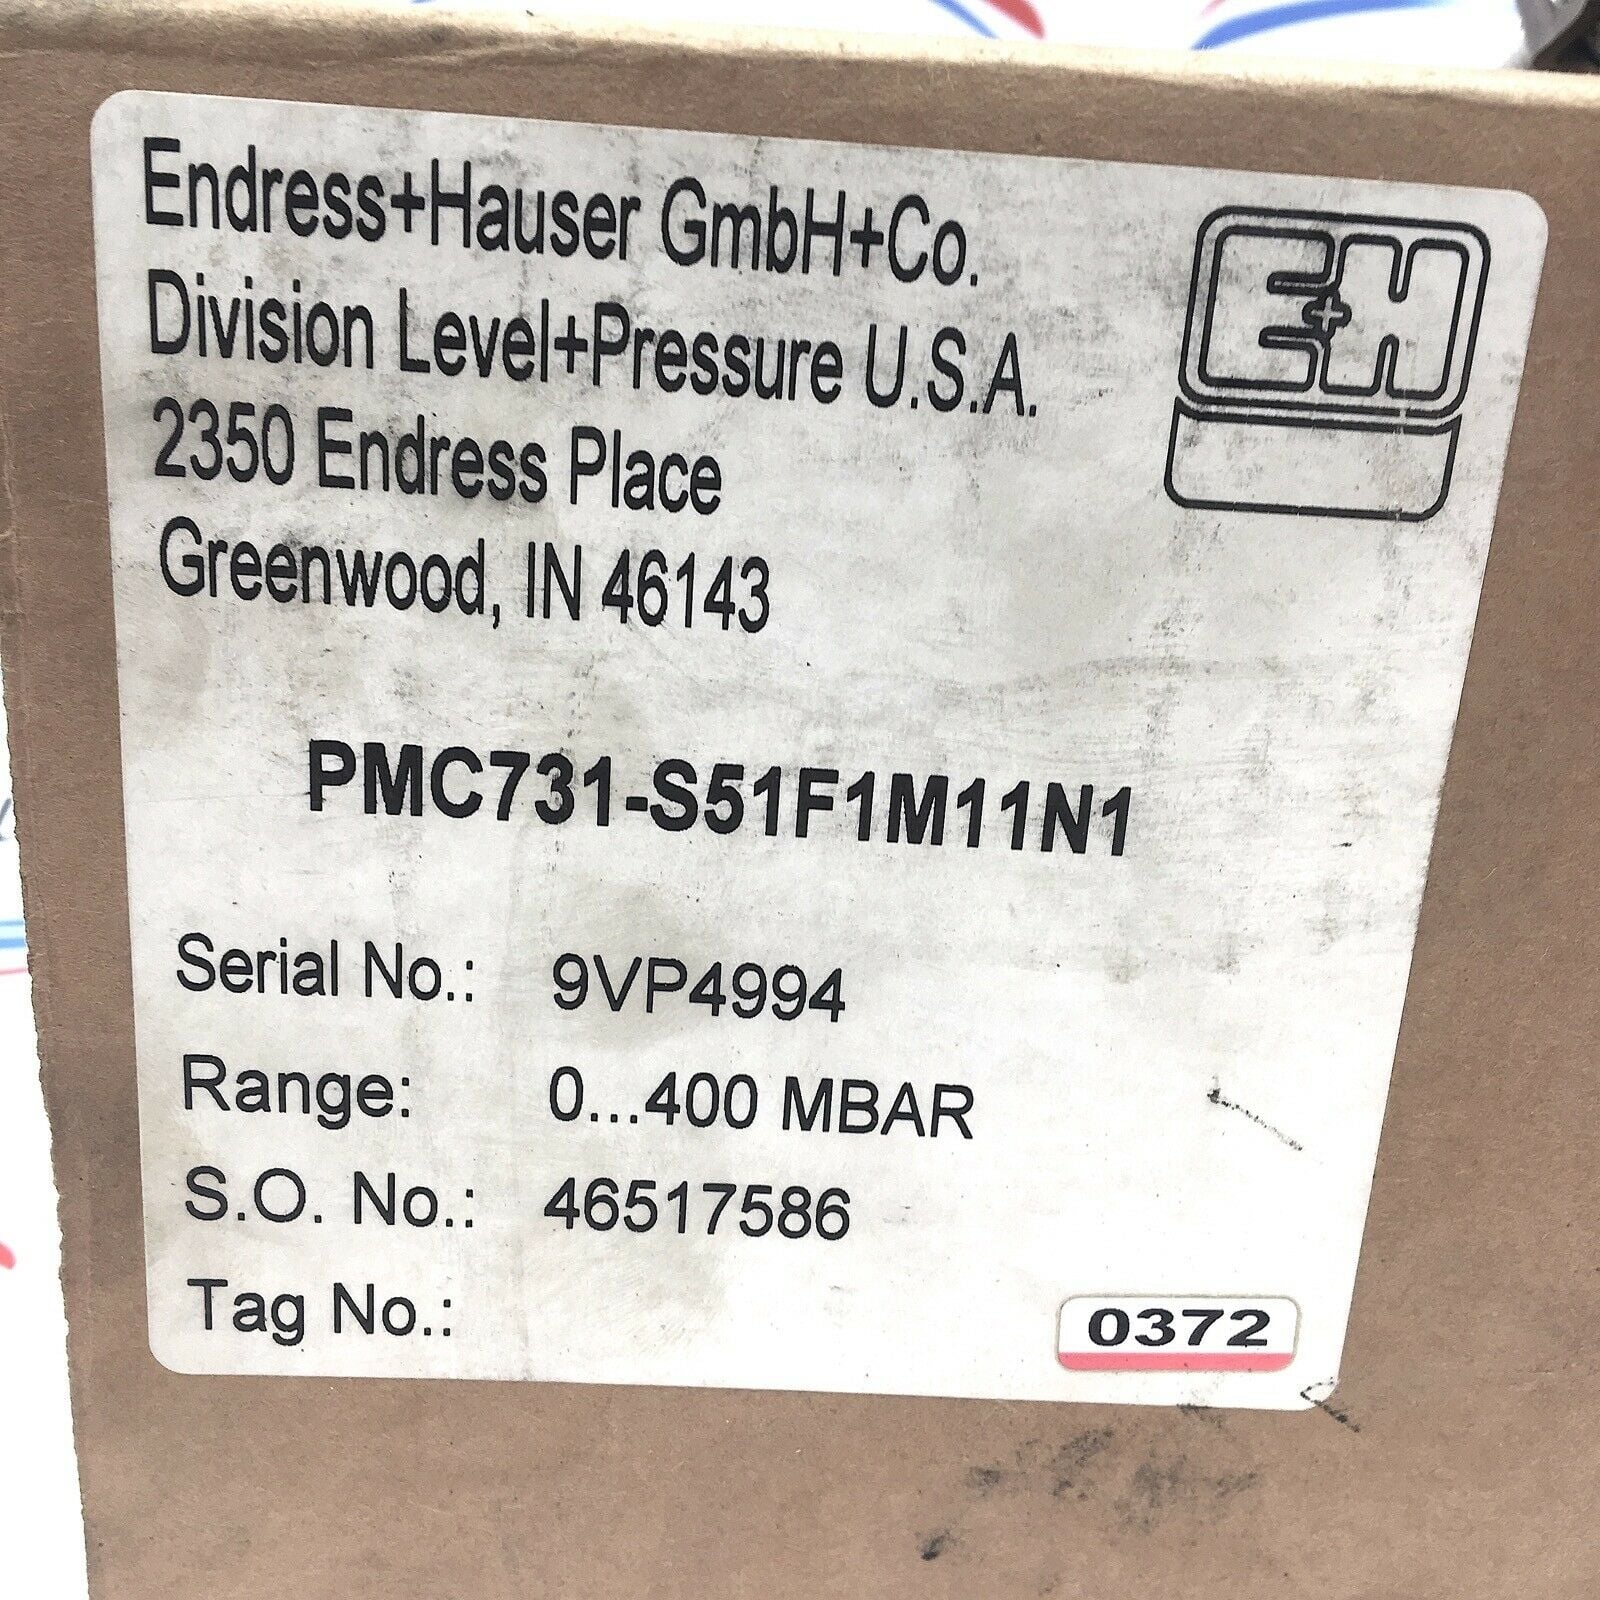 Endress+Hauser GmbH+Co.
Division Level+Pressure U.S.A.
2350 Endress Place
Greenwood, IN 46143
E+H
PMC731-S51F1M11N1
Serial No.: 9VP4994
Range: 0...400 MBAR
S.O. No.: 46517586
Tag No.:
0372